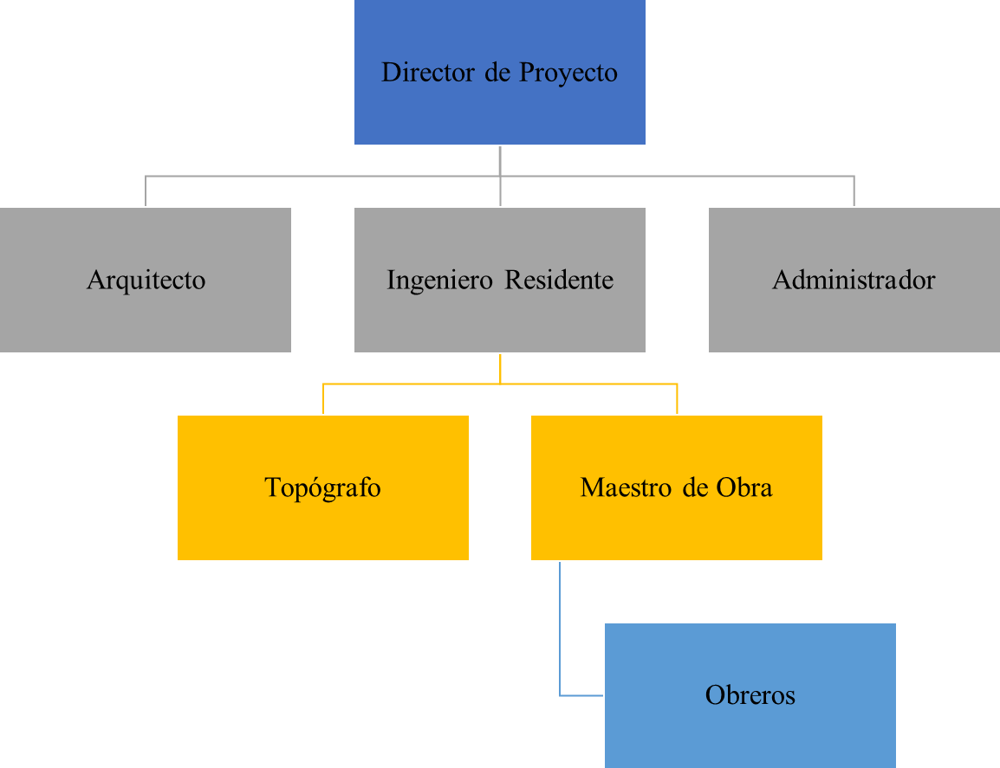 Director de Proyecto
Arquitecto
Ingeniero Residente
Administrador
Topógrafo
Maestro de Obra
Obreros